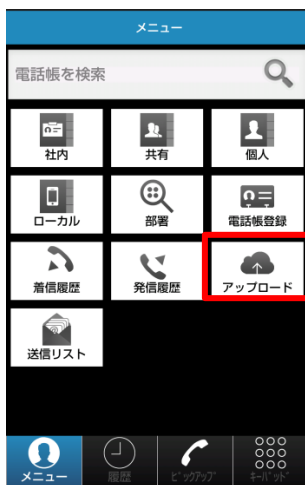 メニュー
電話帳を検索
社内 共有 個人
ローカル 部署 電話帳登録
着信履歴 発信履歴 アップロード
送信リスト
メニュー 履歴 ﾋﾟｯｸｱｯﾌﾟ ｷｰﾊﾟｯﾄﾞ